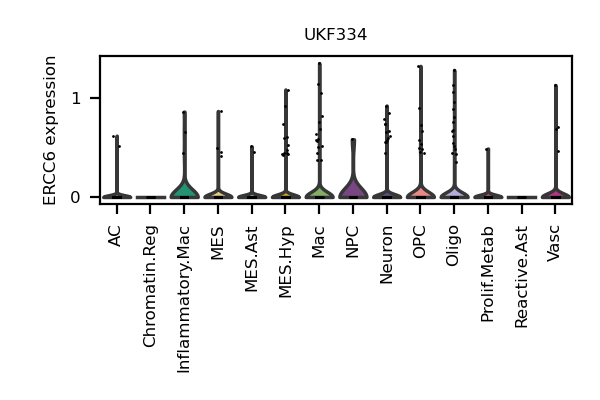 UKF334
ERCC6 expression
1
0
AC
Chromatin.Reg
Inflammatory.Mac
MES
MES.Ast
MES.Hyp
Mac
NPC
Neuron
OPC
Oligo
Prolif.Metab
Reactive.Ast
Vasc